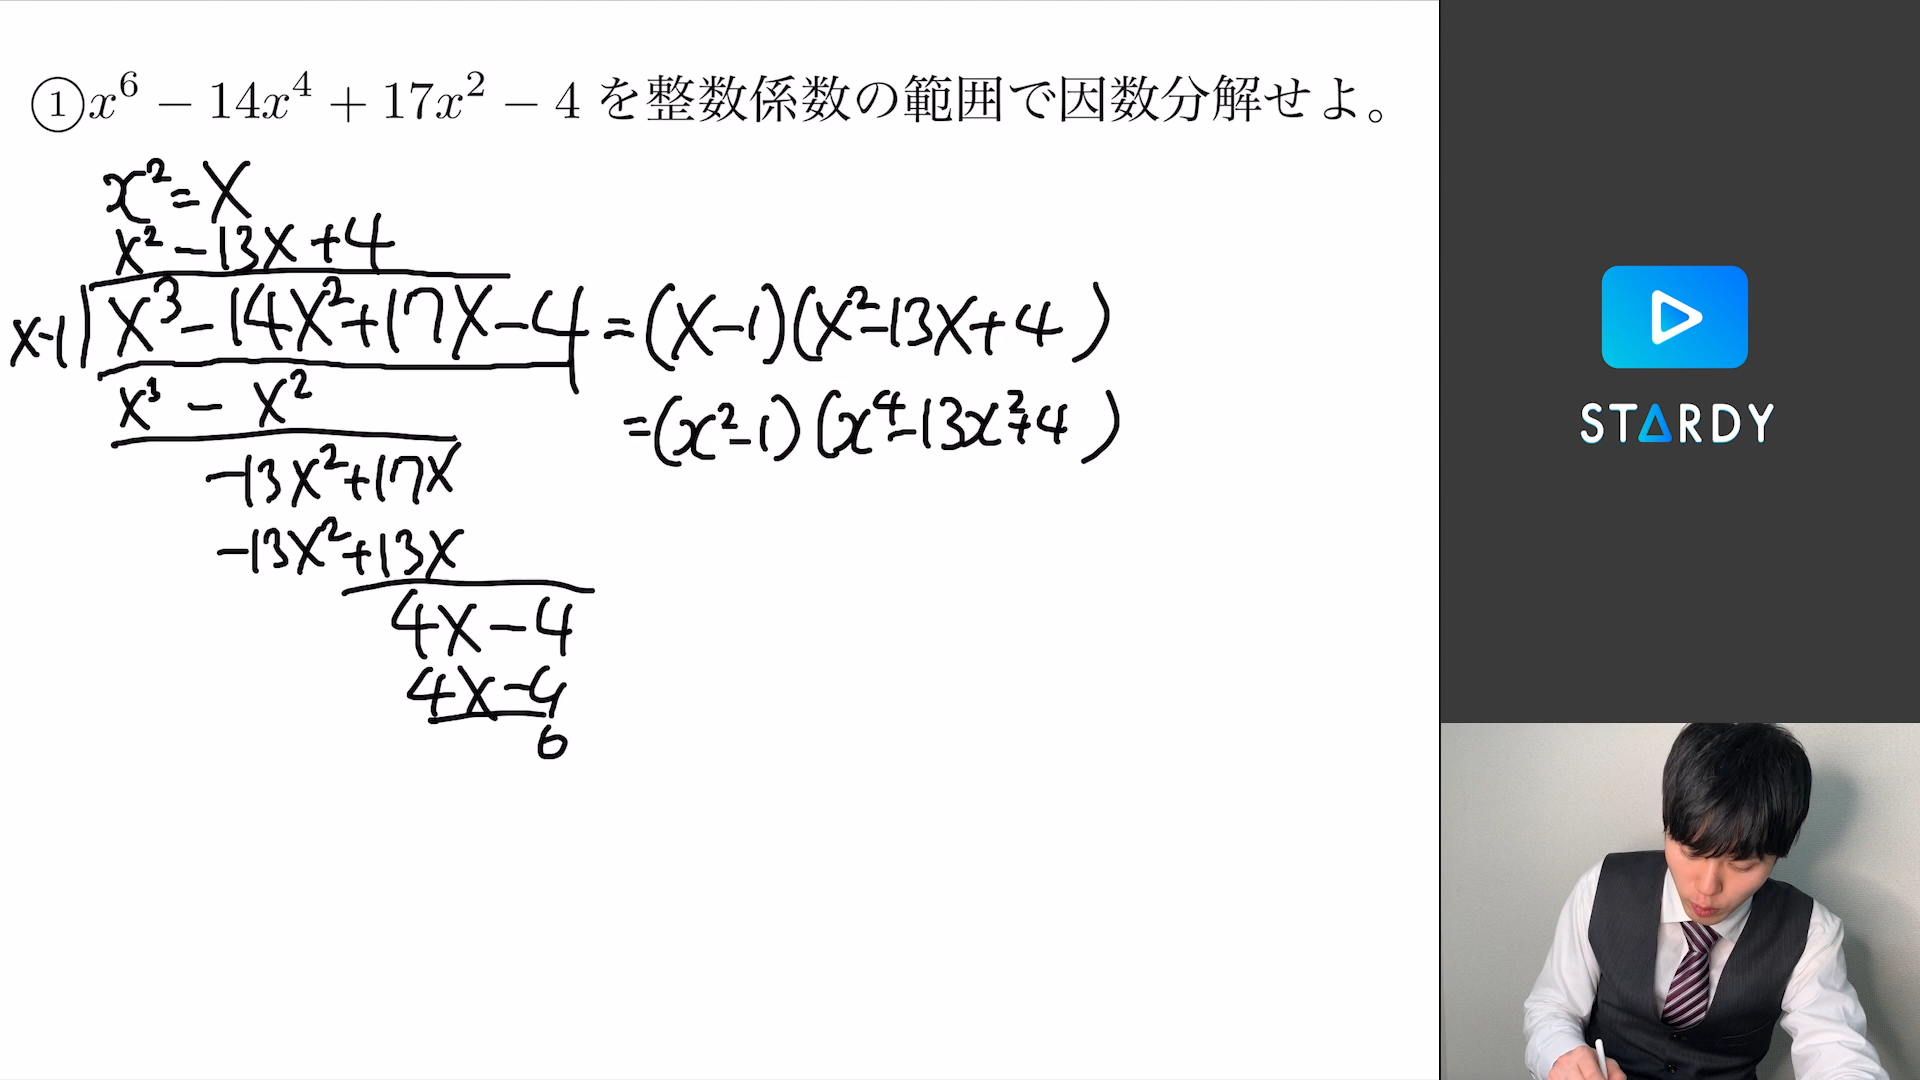 ①x⁶ − 14x⁴ + 17x² − 4 を整数係数の範囲で因数分解せよ。
x² = X
X² − 13X + 4
X−1 X³ − 14X² + 17X − 4 = (X−1)(X²−13X+4)
X³ − X²
= (x²−1)(x⁴−13x²+4)
−13X² + 17X
−13X² + 13X
4X − 4
4X − 4
0
STARDY